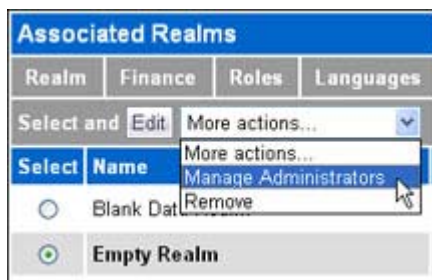 Associated Realms
Realm Finance Roles Languages
Select and Edit More actions...
More actions...
Select Name
Manage Administrators
Remove
Blank Data
Empty Realm